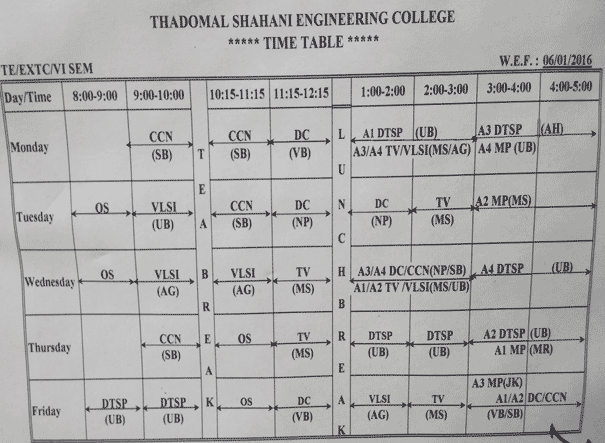 THADOMAL SHAHANI ENGINEERING COLLEGE
***** TIME TABLE *****
TE/EXTC/VI SEM W.E.F. : 06/01/2016
Day/Time 8:00-9:00 9:00-10:00 10:15-11:15 11:15-12:15 1:00-2:00 2:00-3:00 3:00-4:00 4:00-5:00
TEA BREAK
LUNCH BREAK
Monday CCN CCN DC A1 DTSP (UB) A3 DTSP (AH)
(SB) (SB) (VB) A3/A4 TV/VLSI(MS/AG) A4 MP (UB)
Tuesday OS VLSI CCN DC DC TV A2 MP(MS)
(UB) (SB) (NP) (NP) (MS)
Wednesday OS VLSI VLSI TV A3/A4 DC/CCN(NP/SB) A4 DTSP (UB)
(AG) (AG) (MS) A1/A2 TV /VLSI(MS/UB)
Thursday CCN OS TV DTSP DTSP A2 DTSP (UB)
(SB) (MS) (UB) (UB) A1 MP (MR)
A3 MP(JK)
Friday DTSP DTSP OS DC VLSI TV A1/A2 DC/CCN
(UB) (UB) (VB) (AG) (MS) (VB/SB)